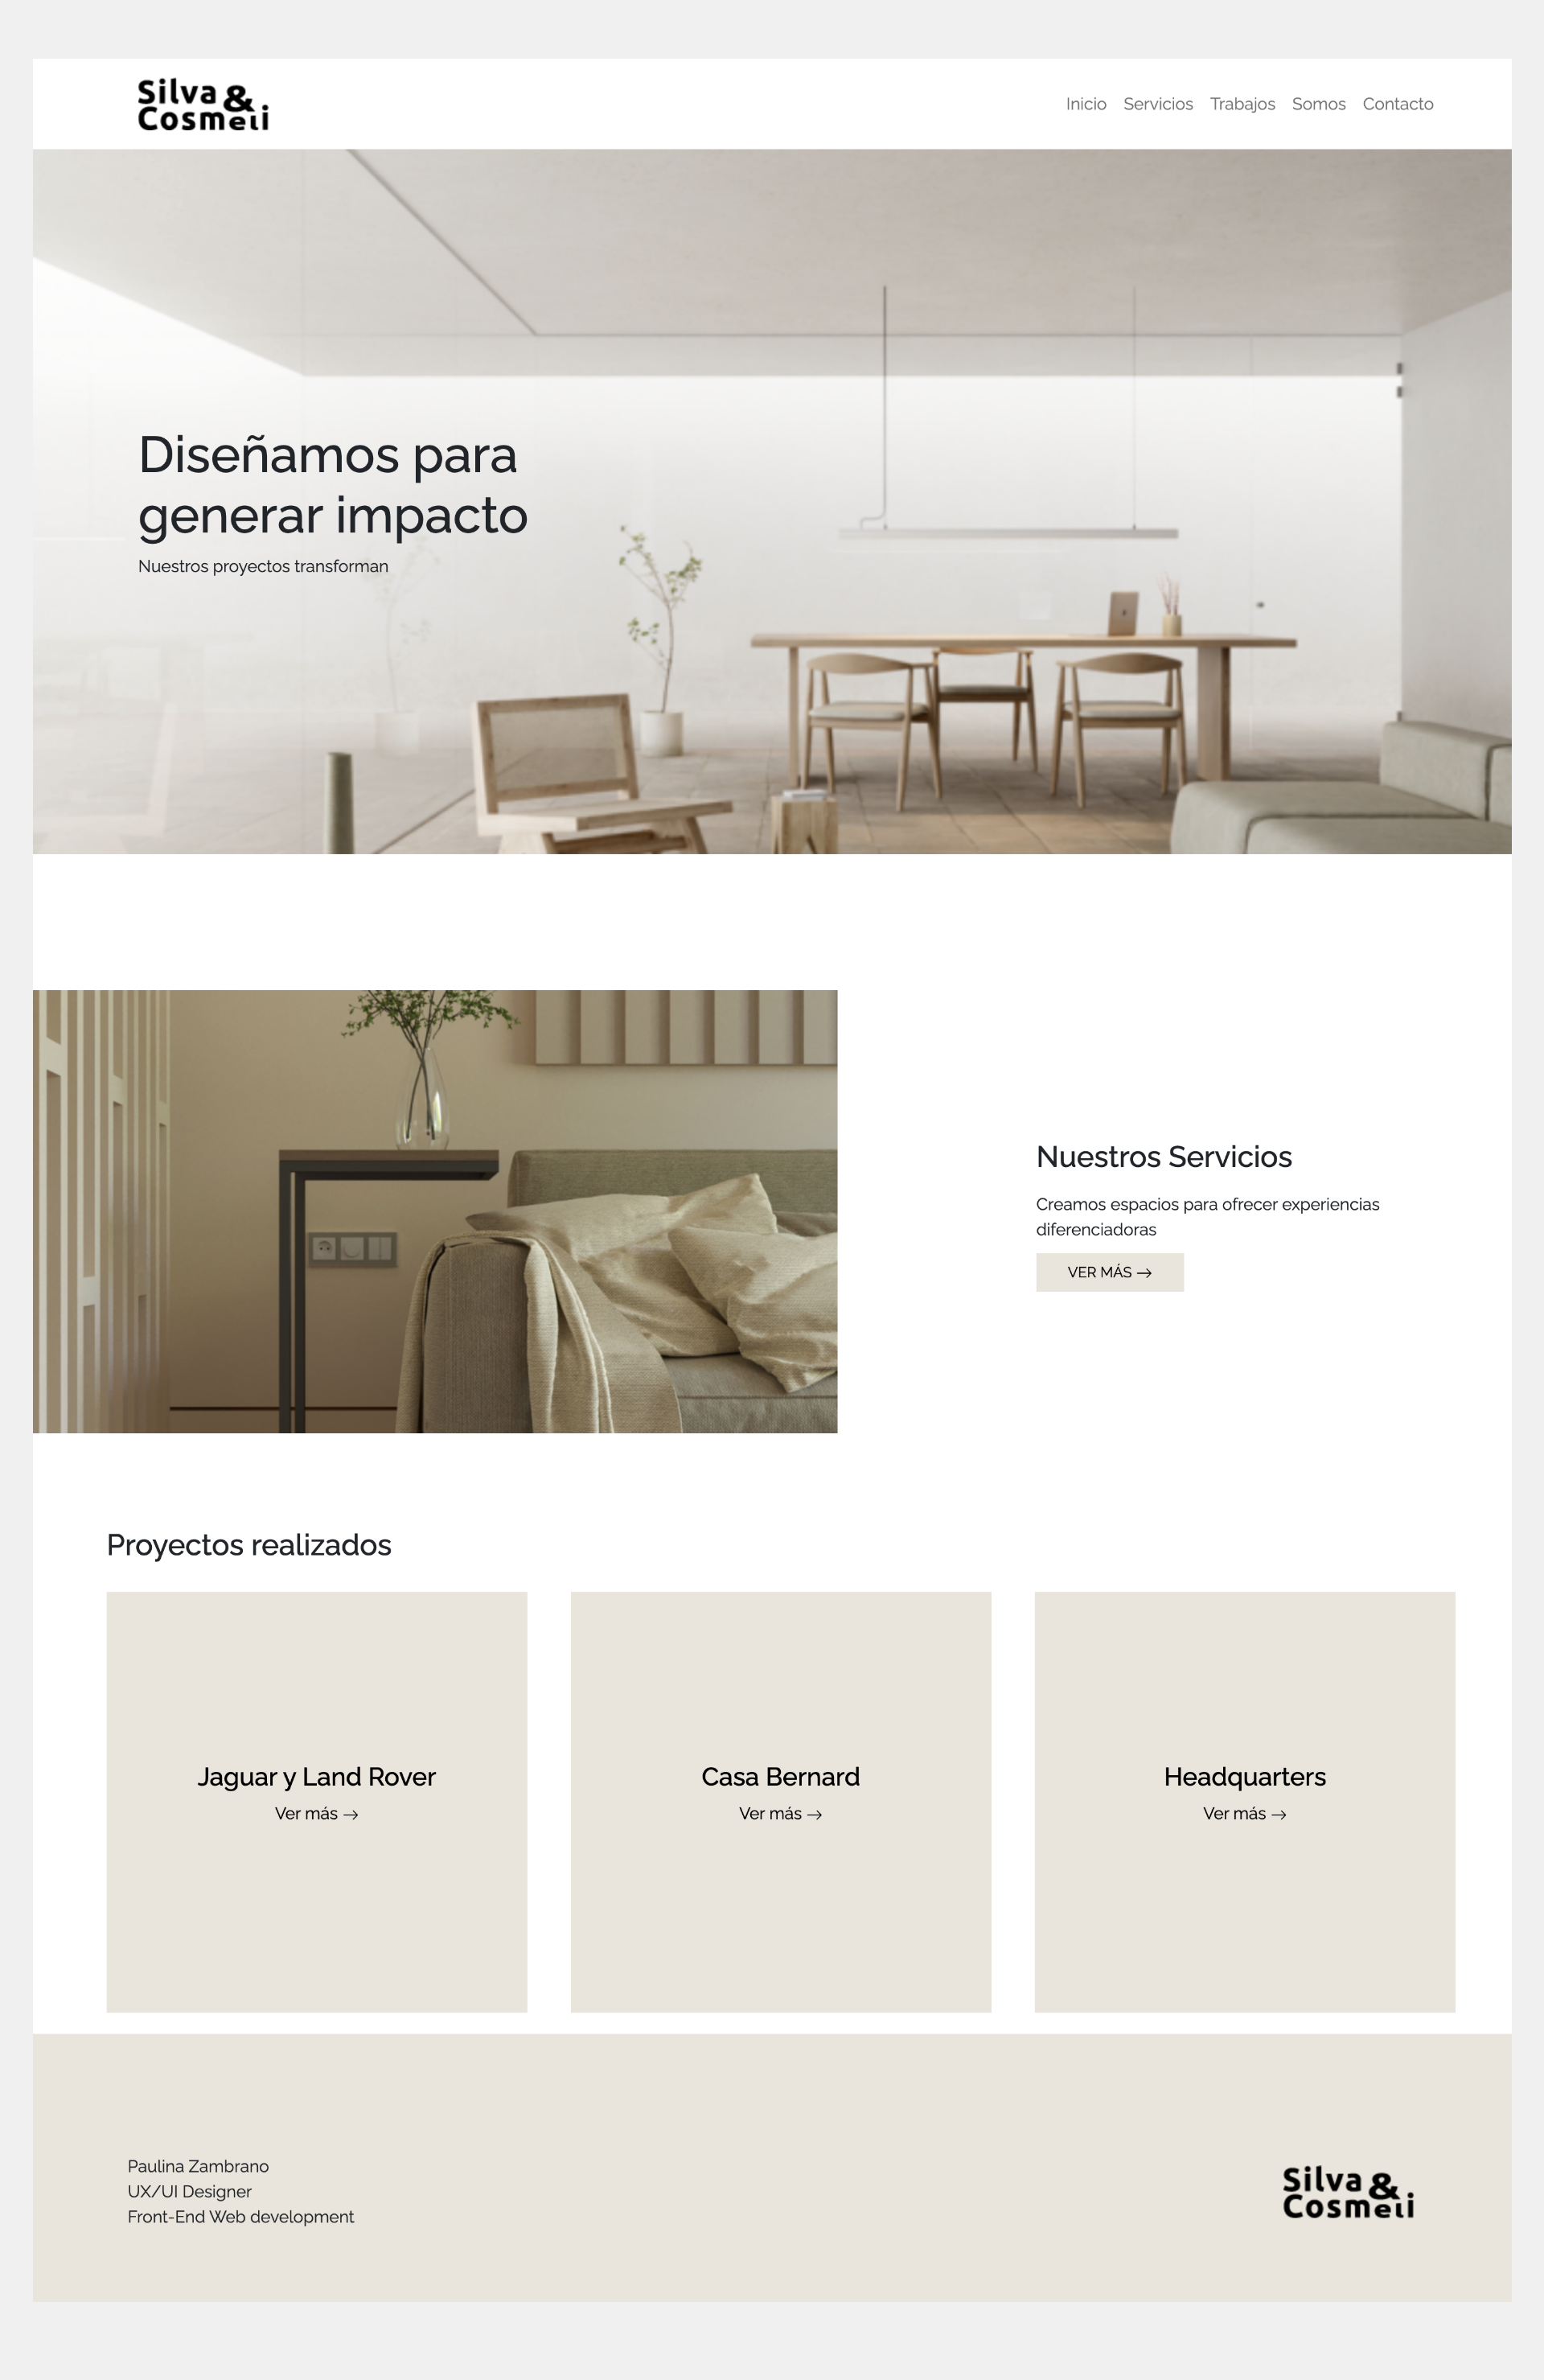 Silva &
Cosmeli
Inicio Servicios Trabajos Somos Contacto
Diseñamos para
generar impacto
Nuestros proyectos transforman
Nuestros Servicios
Creamos espacios para ofrecer experiencias
diferenciadoras
VER MÁS →
Proyectos realizados
Jaguar y Land Rover
Ver más →
Casa Bernard
Ver más →
Headquarters
Ver más →
Paulina Zambrano
UX/UI Designer
Front-End Web development
Silva &
Cosmeli